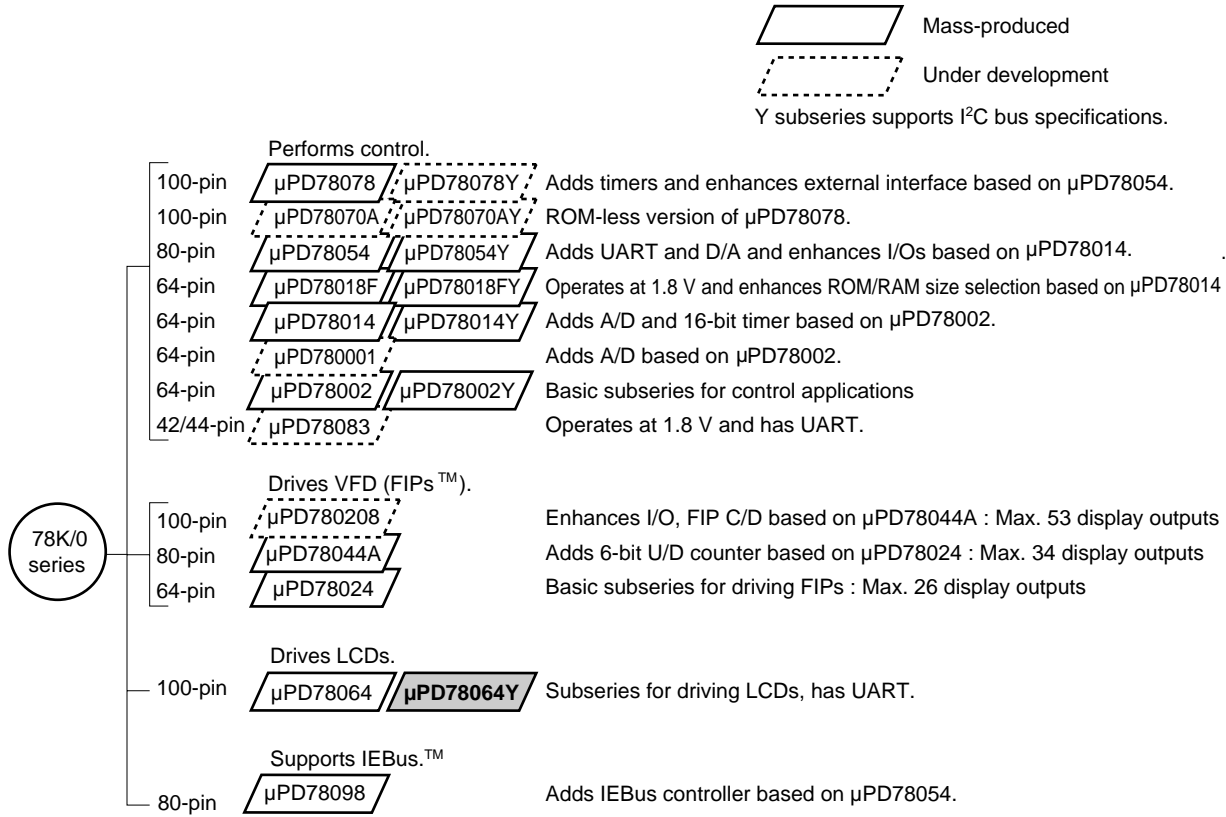 Mass-produced
Under development
Y subseries supports I²C bus specifications.
Performs control.
100-pin µPD78078 µPD78078Y Adds timers and enhances external interface based on µPD78054.
100-pin µPD78070A µPD78070AY ROM-less version of µPD78078.
80-pin µPD78054 µPD78054Y Adds UART and D/A and enhances I/Os based on µPD78014. .
64-pin µPD78018F µPD78018FY Operates at 1.8 V and enhances ROM/RAM size selection based on µPD78014
64-pin µPD78014 µPD78014Y Adds A/D and 16-bit timer based on µPD78002.
64-pin µPD780001 Adds A/D based on µPD78002.
64-pin µPD78002 µPD78002Y Basic subseries for control applications
42/44-pin µPD78083 Operates at 1.8 V and has UART.
Drives VFD (FIPs™).
100-pin µPD780208 Enhances I/O, FIP C/D based on µPD78044A : Max. 53 display outputs
78K/0
series
80-pin µPD78044A Adds 6-bit U/D counter based on µPD78024 : Max. 34 display outputs
64-pin µPD78024 Basic subseries for driving FIPs : Max. 26 display outputs
Drives LCDs.
100-pin µPD78064 µPD78064Y Subseries for driving LCDs, has UART.
Supports IEBus.™
80-pin µPD78098 Adds IEBus controller based on µPD78054.